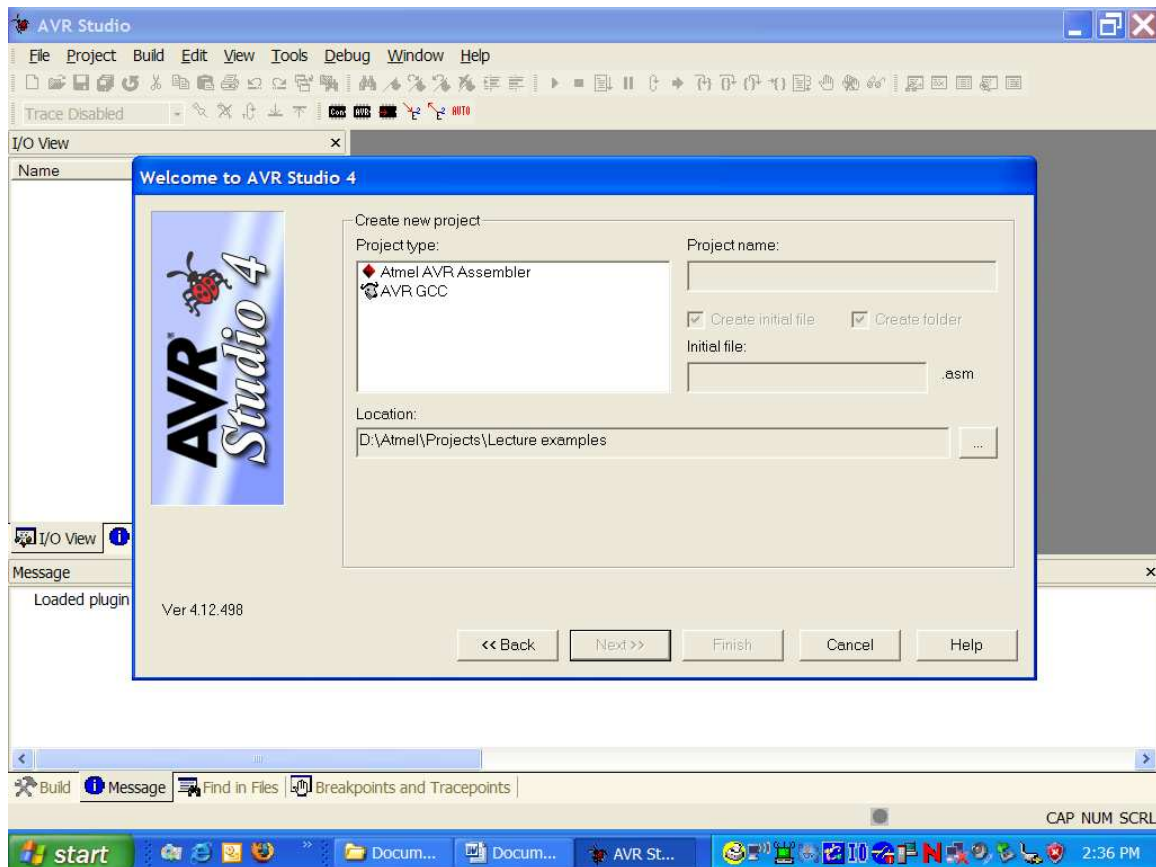 AVR Studio
File Project Build Edit View Tools Debug Window Help
Trace Disabled
Con AVR AUTO
I/O View
Name
Welcome to AVR Studio 4
AVR Studio 4
Create new project
Project type:
Atmel AVR Assembler
AVR GCC
Project name:
Create initial file Create folder
Initial file:
.asm
Location:
D:\Atmel\Projects\Lecture examples
...
Ver 4.12.498
<< Back Next >> Finish Cancel Help
I/O View
Message
Loaded plugin
Build Message Find in Files Breakpoints and Tracepoints
CAP NUM SCRL
start Docum... Docum... AVR St... 2:36 PM